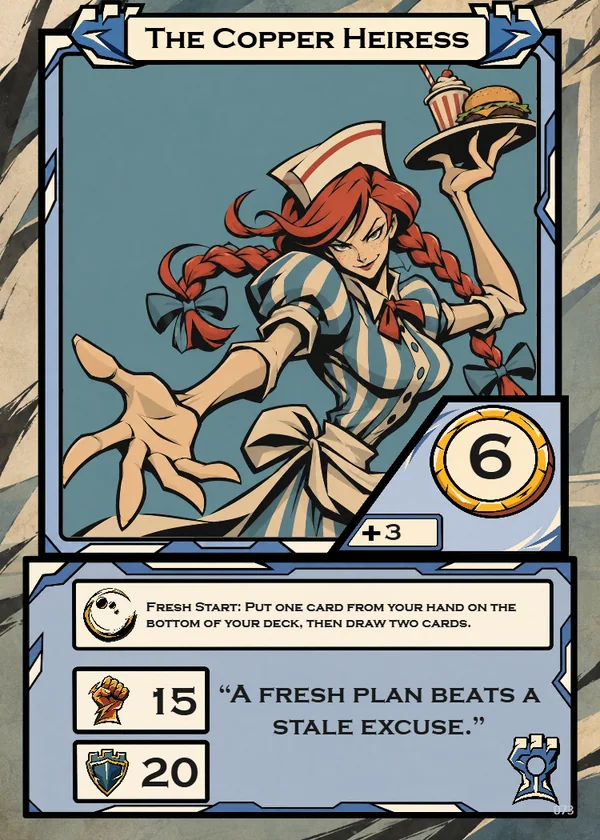 The Copper Heiress
6
+3
Fresh Start: Put one card from your hand on the
bottom of your deck, then draw two cards.
15
“A fresh plan beats a
stale excuse.”
20
073